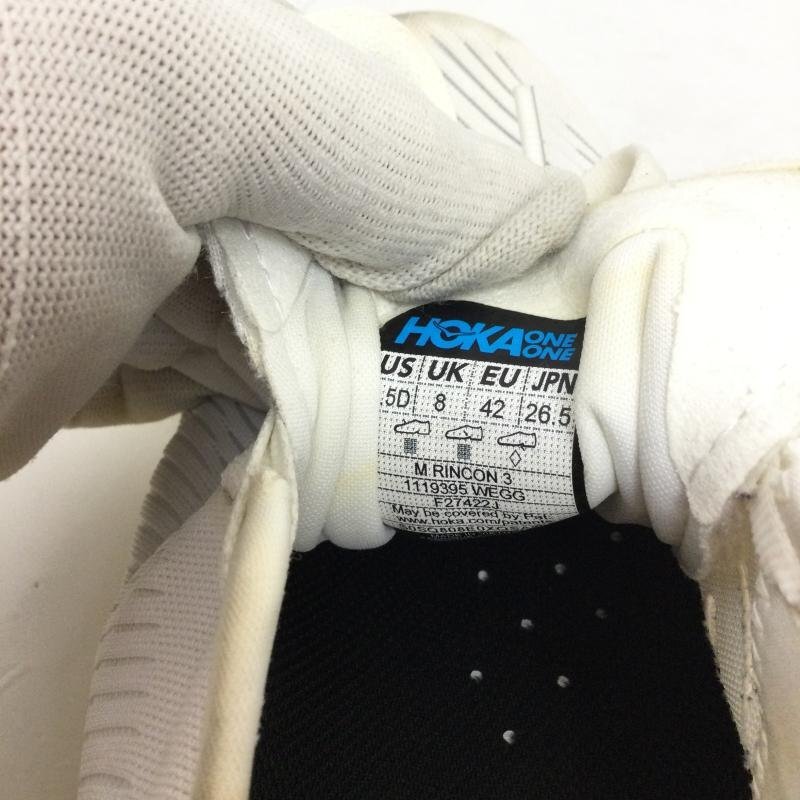 HOKA ONE ONE
US UK EU JPN
.5D 8 42 26.5
M RINCON 3
1119395 WEGG
F27422J
May be covered by
www.hoka.com/patent